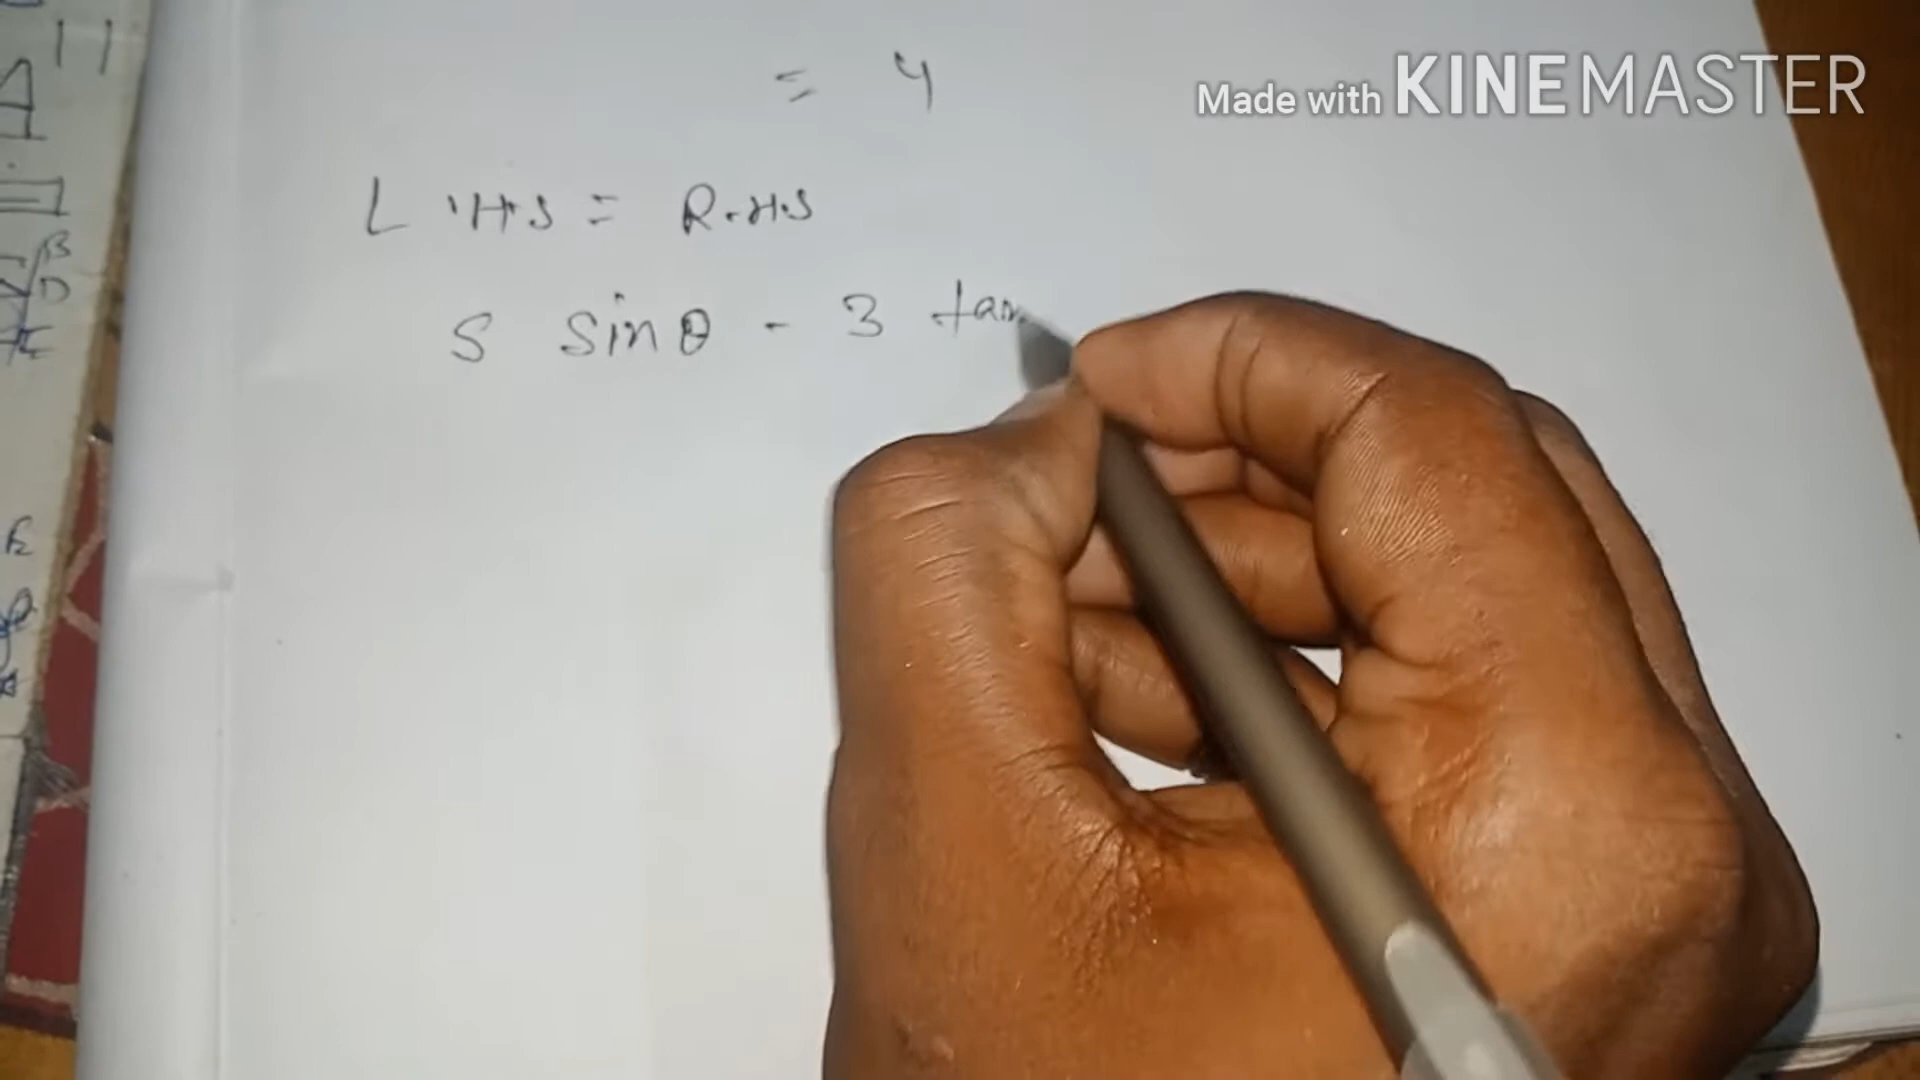 = 4
Made with KINEMASTER
L.H.S = R.H.S
5 sinθ - 3 tan